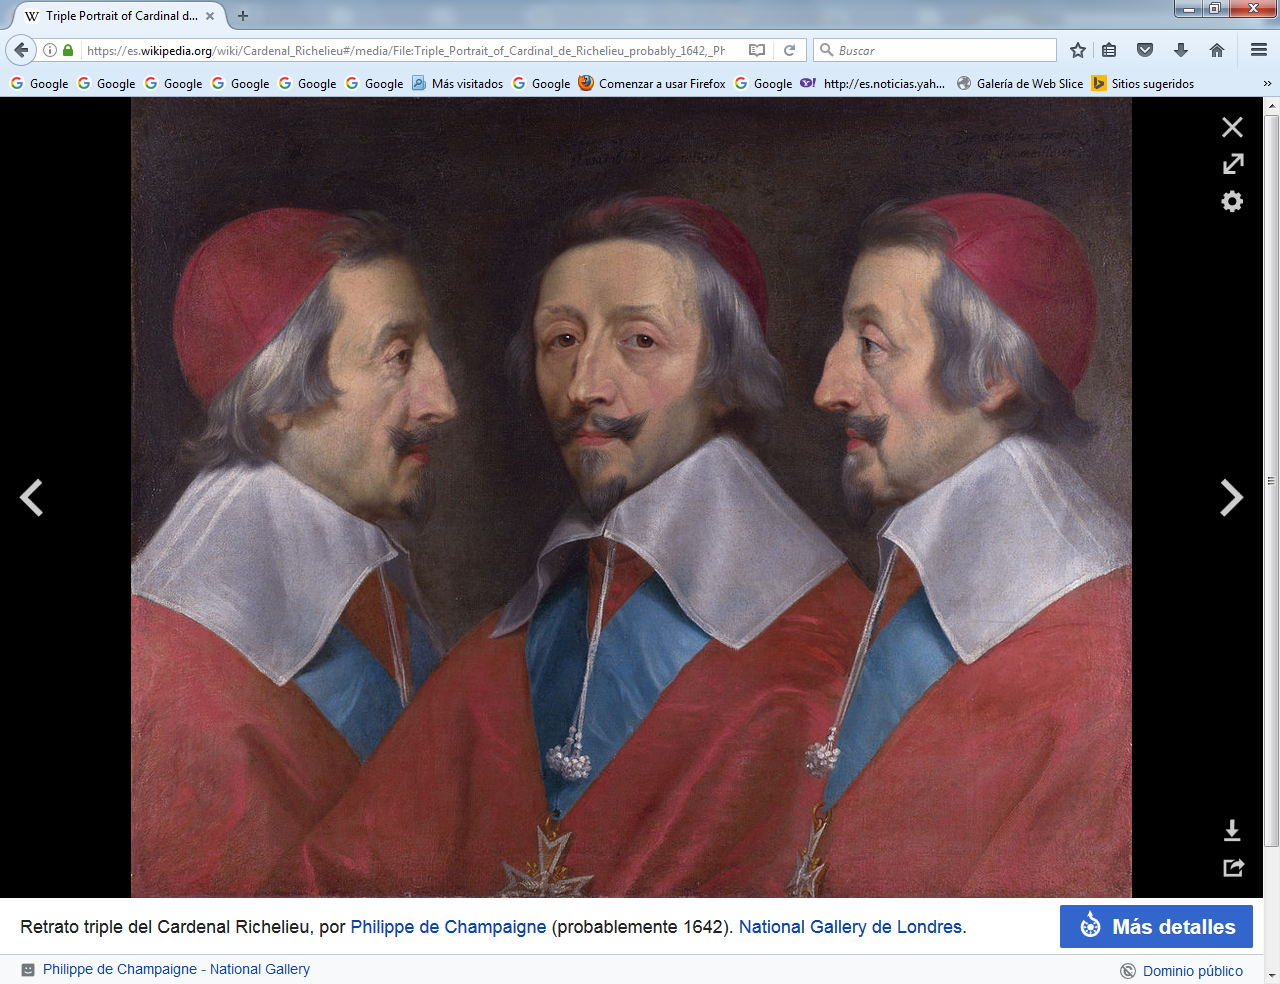 Triple Portrait of Cardinal d...
https://es.wikipedia.org/wiki/Cardenal_Richelieu#/media/File:Triple_Portrait_of_Cardinal_de_Richelieu_probably_1642,_Ph
Buscar
Google Google Google Google Google Google Más visitados Google Comenzar a usar Firefox Google http://es.noticias.yah... Galería de Web Slice Sitios sugeridos
Retrato triple del Cardenal Richelieu, por Philippe de Champaigne (probablemente 1642). National Gallery de Londres.
Más detalles
Philippe de Champaigne - National Gallery
Dominio público